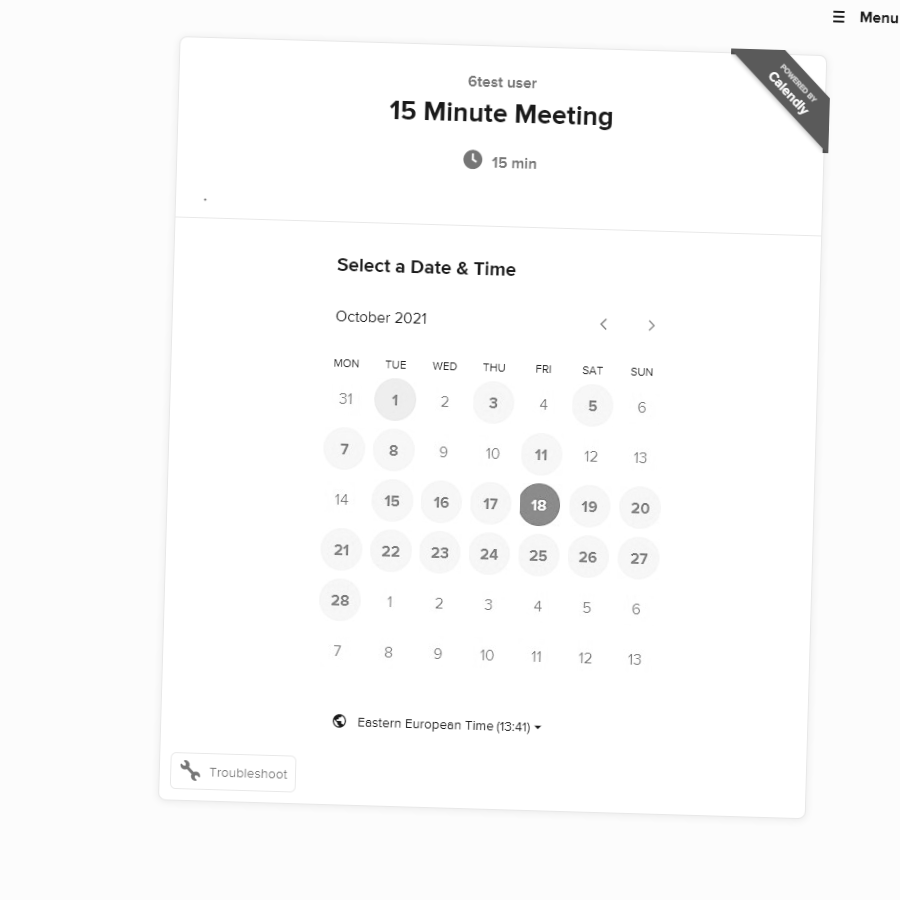 ☰ Menu
POWERED BY
Calendly
6test user
15 Minute Meeting
15 min
.
Select a Date & Time
October 2021
MON TUE WED THU FRI SAT SUN
31 1 2 3 4 5 6
7 8 9 10 11 12 13
14 15 16 17 18 19 20
21 22 23 24 25 26 27
28 1 2 3 4 5 6
7 8 9 10 11 12 13
Eastern European Time (13:41)
Troubleshoot